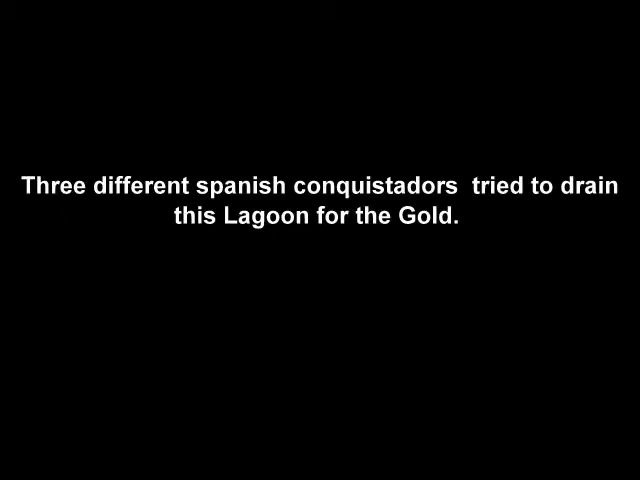 Three different spanish conquistadors  tried to drain
this Lagoon for the Gold.